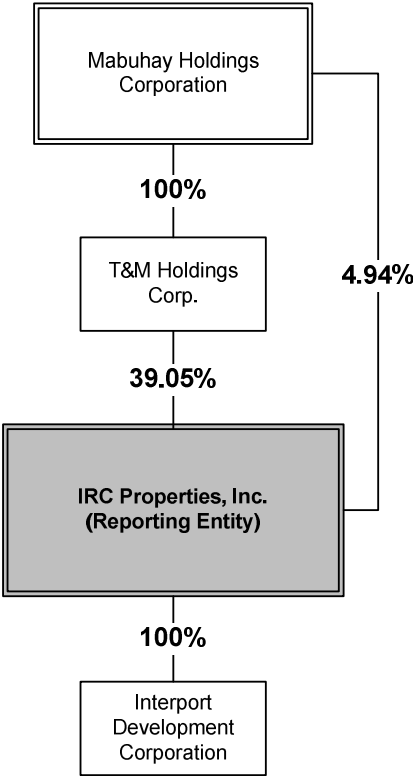 Mabuhay Holdings
Corporation
100%
T&M Holdings
Corp.
4.94%
39.05%
IRC Properties, Inc.
(Reporting Entity)
100%
Interport
Development
Corporation